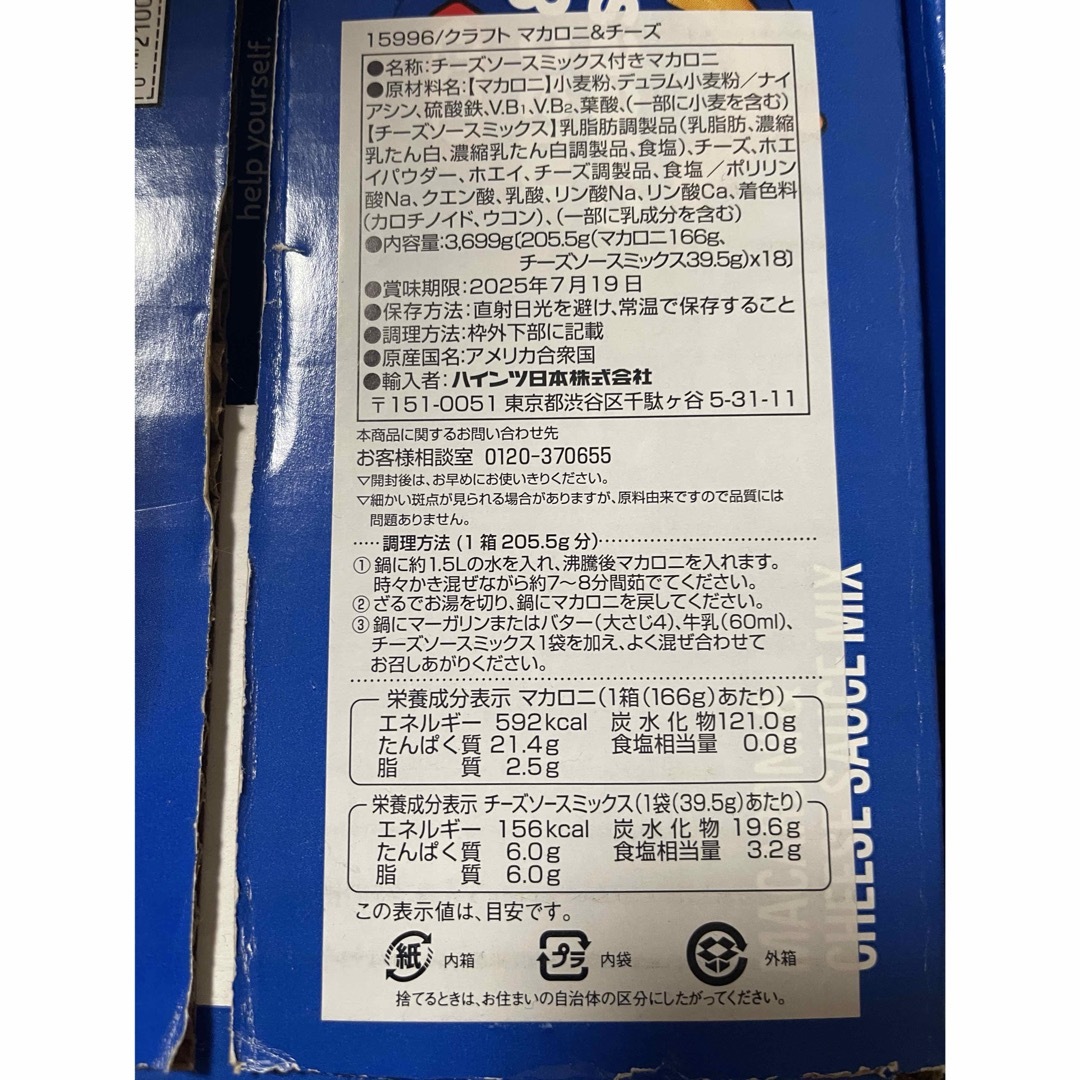 help yourself.
15996/クラフト マカロニ&チーズ
●名称:チーズソースミックス付きマカロニ
●原材料名:【マカロニ】小麦粉、デュラム小麦粉／ナイ
アシン、硫酸鉄、V.B₁、V.B₂、葉酸、(一部に小麦を含む)
【チーズソースミックス】乳脂肪調製品(乳脂肪、濃縮
乳たん白、濃縮乳たん白調製品、食塩)、チーズ、ホエ
イパウダー、ホエイ、チーズ調製品、食塩／ポリリン
酸Na、クエン酸、乳酸、リン酸Na、リン酸Ca、着色料
(カロチノイド、ウコン)、(一部に乳成分を含む)
●内容量:3,699g〔205.5g(マカロニ166g、
チーズソースミックス39.5g)x18〕
●賞味期限:2025年7月19日
●保存方法:直射日光を避け、常温で保存すること
●調理方法:枠外下部に記載
●原産国名:アメリカ合衆国
●輸入者:ハインツ日本株式会社
〒151-0051 東京都渋谷区千駄ヶ谷 5-31-11
本商品に関するお問い合わせ先
お客様相談室 0120-370655
▽開封後は、お早めにお使いきりください。
▽細かい斑点が見られる場合がありますが、原料由来ですので品質には
問題ありません。
‥‥調理方法 (1箱 205.5g 分)‥‥
① 鍋に約1.5Lの水を入れ、沸騰後マカロニを入れます。
時々かき混ぜながら約7〜8分間茹でてください。
② ざるでお湯を切り、鍋にマカロニを戻してください。
③ 鍋にマーガリンまたはバター(大さじ4)、牛乳(60ml)、
チーズソースミックス1袋を加え、よく混ぜ合わせて
お召しあがりください。
栄養成分表示 マカロニ(1箱(166g)あたり)
エネルギー 592kcal 炭水化物 121.0g
たんぱく質 21.4g 食塩相当量 0.0g
脂質 2.5g
栄養成分表示 チーズソースミックス(1袋(39.5g)あたり)
エネルギー 156kcal 炭水化物 19.6g
たんぱく質 6.0g 食塩相当量 3.2g
脂質 6.0g
この表示値は、目安です。
紙 内箱 プラ 内袋 外箱
捨てるときは、お住まいの自治体の区分にしたがってください。
CHEESE SAUCE MIX